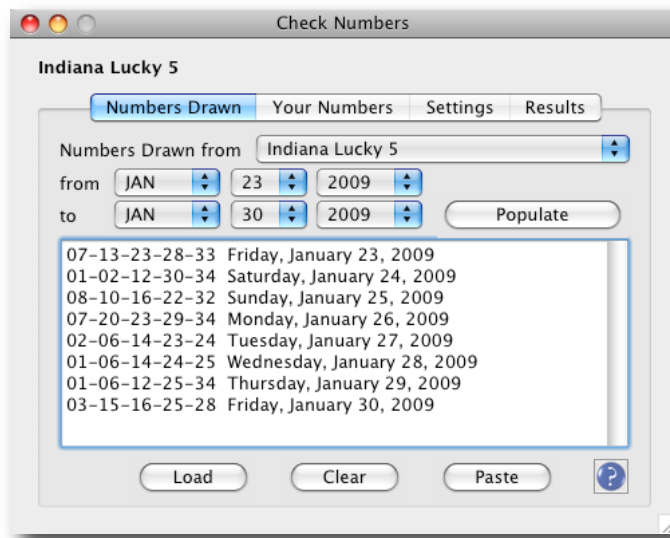 Check Numbers
Indiana Lucky 5
Numbers Drawn Your Numbers Settings Results
Numbers Drawn from Indiana Lucky 5
from JAN 23 2009
to JAN 30 2009 Populate
07-13-23-28-33 Friday, January 23, 2009
01-02-12-30-34 Saturday, January 24, 2009
08-10-16-22-32 Sunday, January 25, 2009
07-20-23-29-34 Monday, January 26, 2009
02-06-14-23-24 Tuesday, January 27, 2009
01-06-14-24-25 Wednesday, January 28, 2009
01-06-12-25-34 Thursday, January 29, 2009
03-15-16-25-28 Friday, January 30, 2009
Load Clear Paste ?